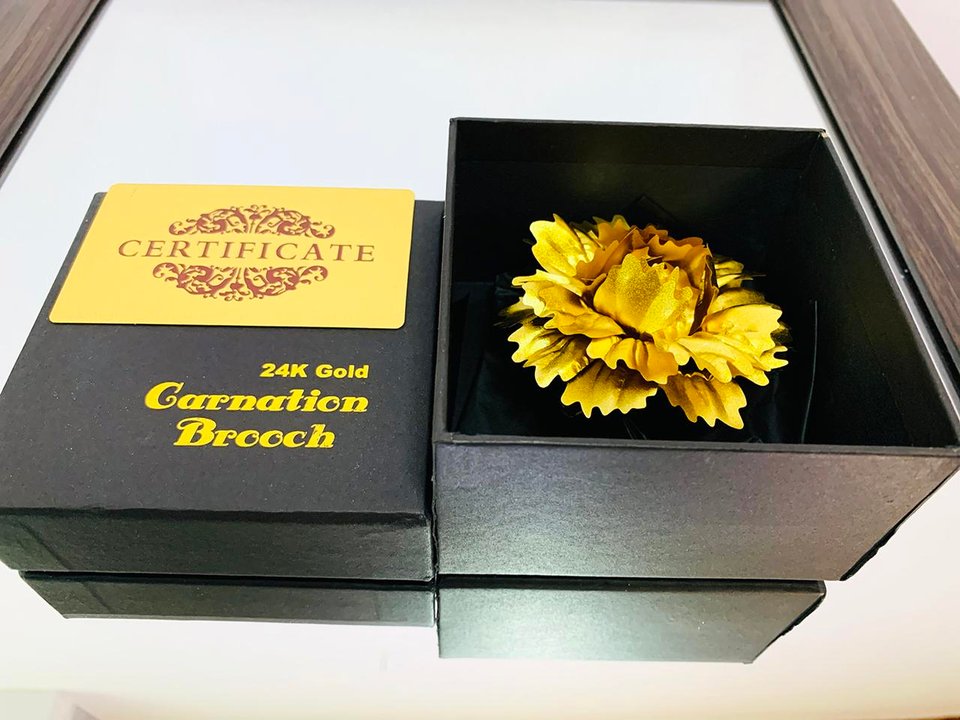 CERTIFICATE
24K Gold
Carnation
Brooch